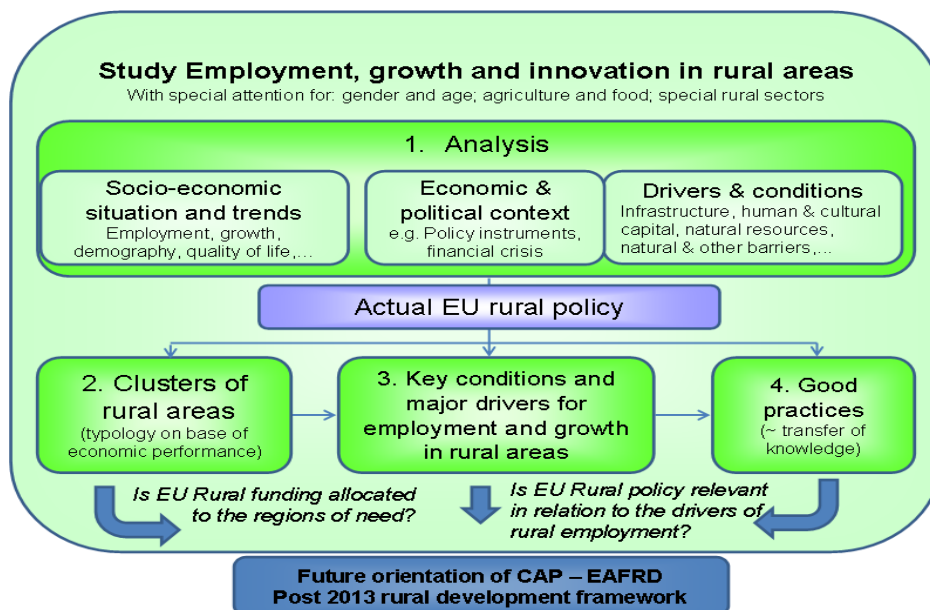 Study Employment, growth and innovation in rural areas
With special attention for: gender and age; agriculture and food; special rural sectors
1. Analysis
Socio-economic
situation and trends
Employment, growth,
demography, quality of life,...
Economic &
political context
e.g. Policy instruments,
financial crisis
Drivers & conditions
Infrastructure, human & cultural
capital, natural resources,
natural & other barriers,...
Actual EU rural policy
2. Clusters of
rural areas
(typology on base of
economic performance)
3. Key conditions and
major drivers for
employment and growth
in rural areas
4. Good
practices
(~ transfer of
knowledge)
Is EU Rural funding allocated
to the regions of need?
Is EU Rural policy relevant
in relation to the drivers of
rural employment?
Future orientation of CAP – EAFRD
Post 2013 rural development framework